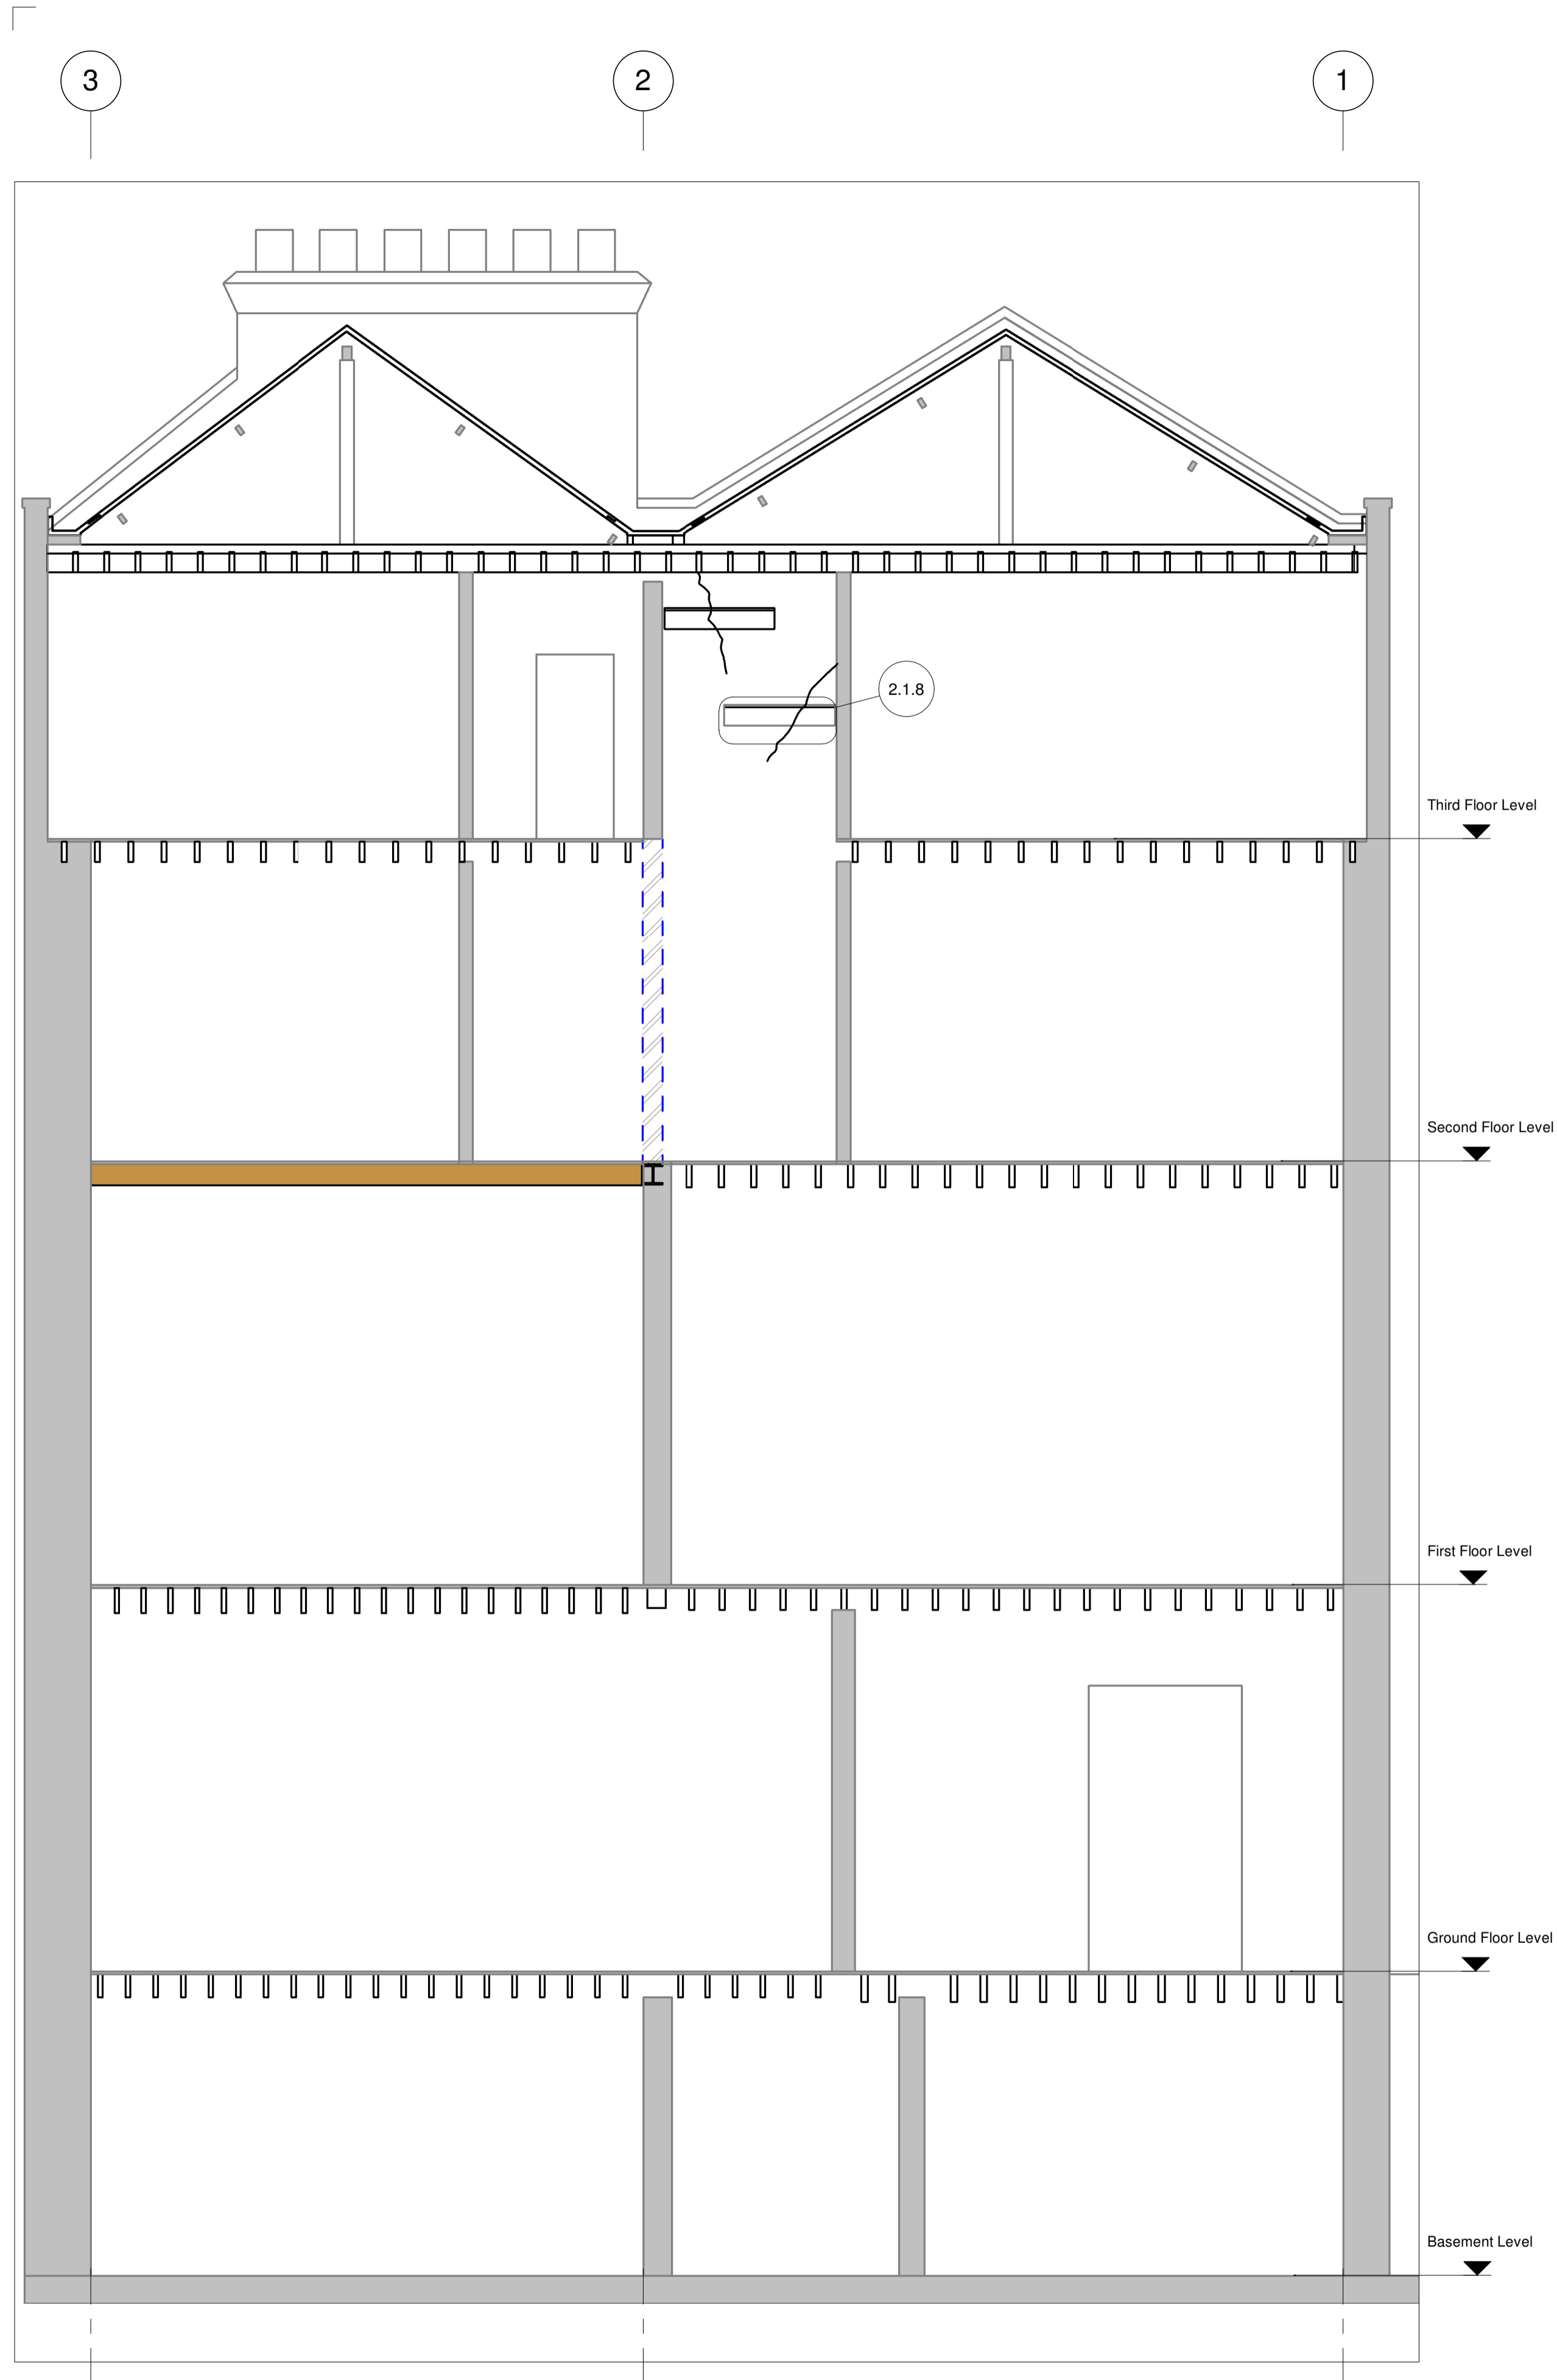 3
2
1
2.1.8
Third Floor Level
Second Floor Level
First Floor Level
Ground Floor Level
Basement Level